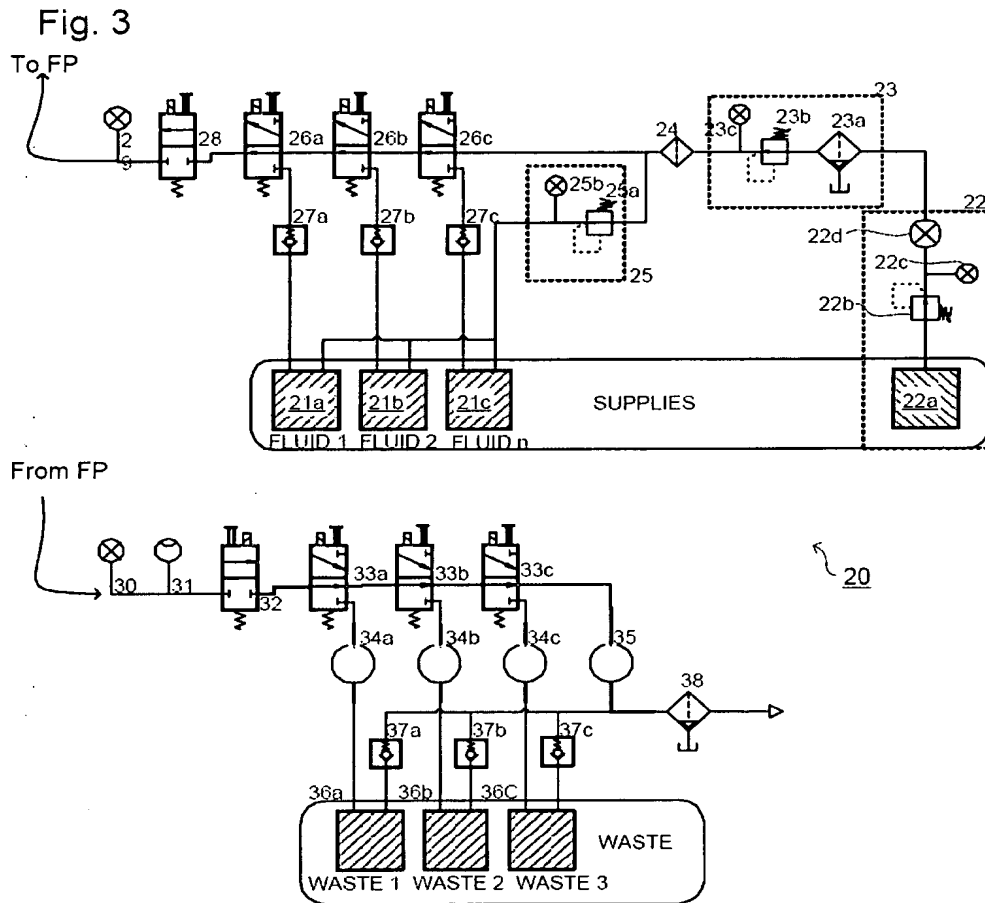 Fig. 3
To FP
2
9
28
26a
26b
26c
24
23c
23b
23a
23
27a
27b
27c
25b
25a
25
22
22d
22c
22b
21a
21b
21c
SUPPLIES
22a
FLUID 1
FLUID 2
FLUID n
From FP
30
31
32
33a
33b
33c
20
34a
34b
34c
35
38
37a
37b
37c
36a
36b
36C
WASTE
WASTE 1
WASTE 2
WASTE 3